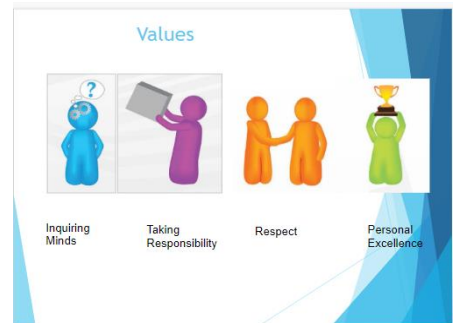 Values
?
Inquiring
Minds
Taking
Responsibility
Respect
Personal
Excellence